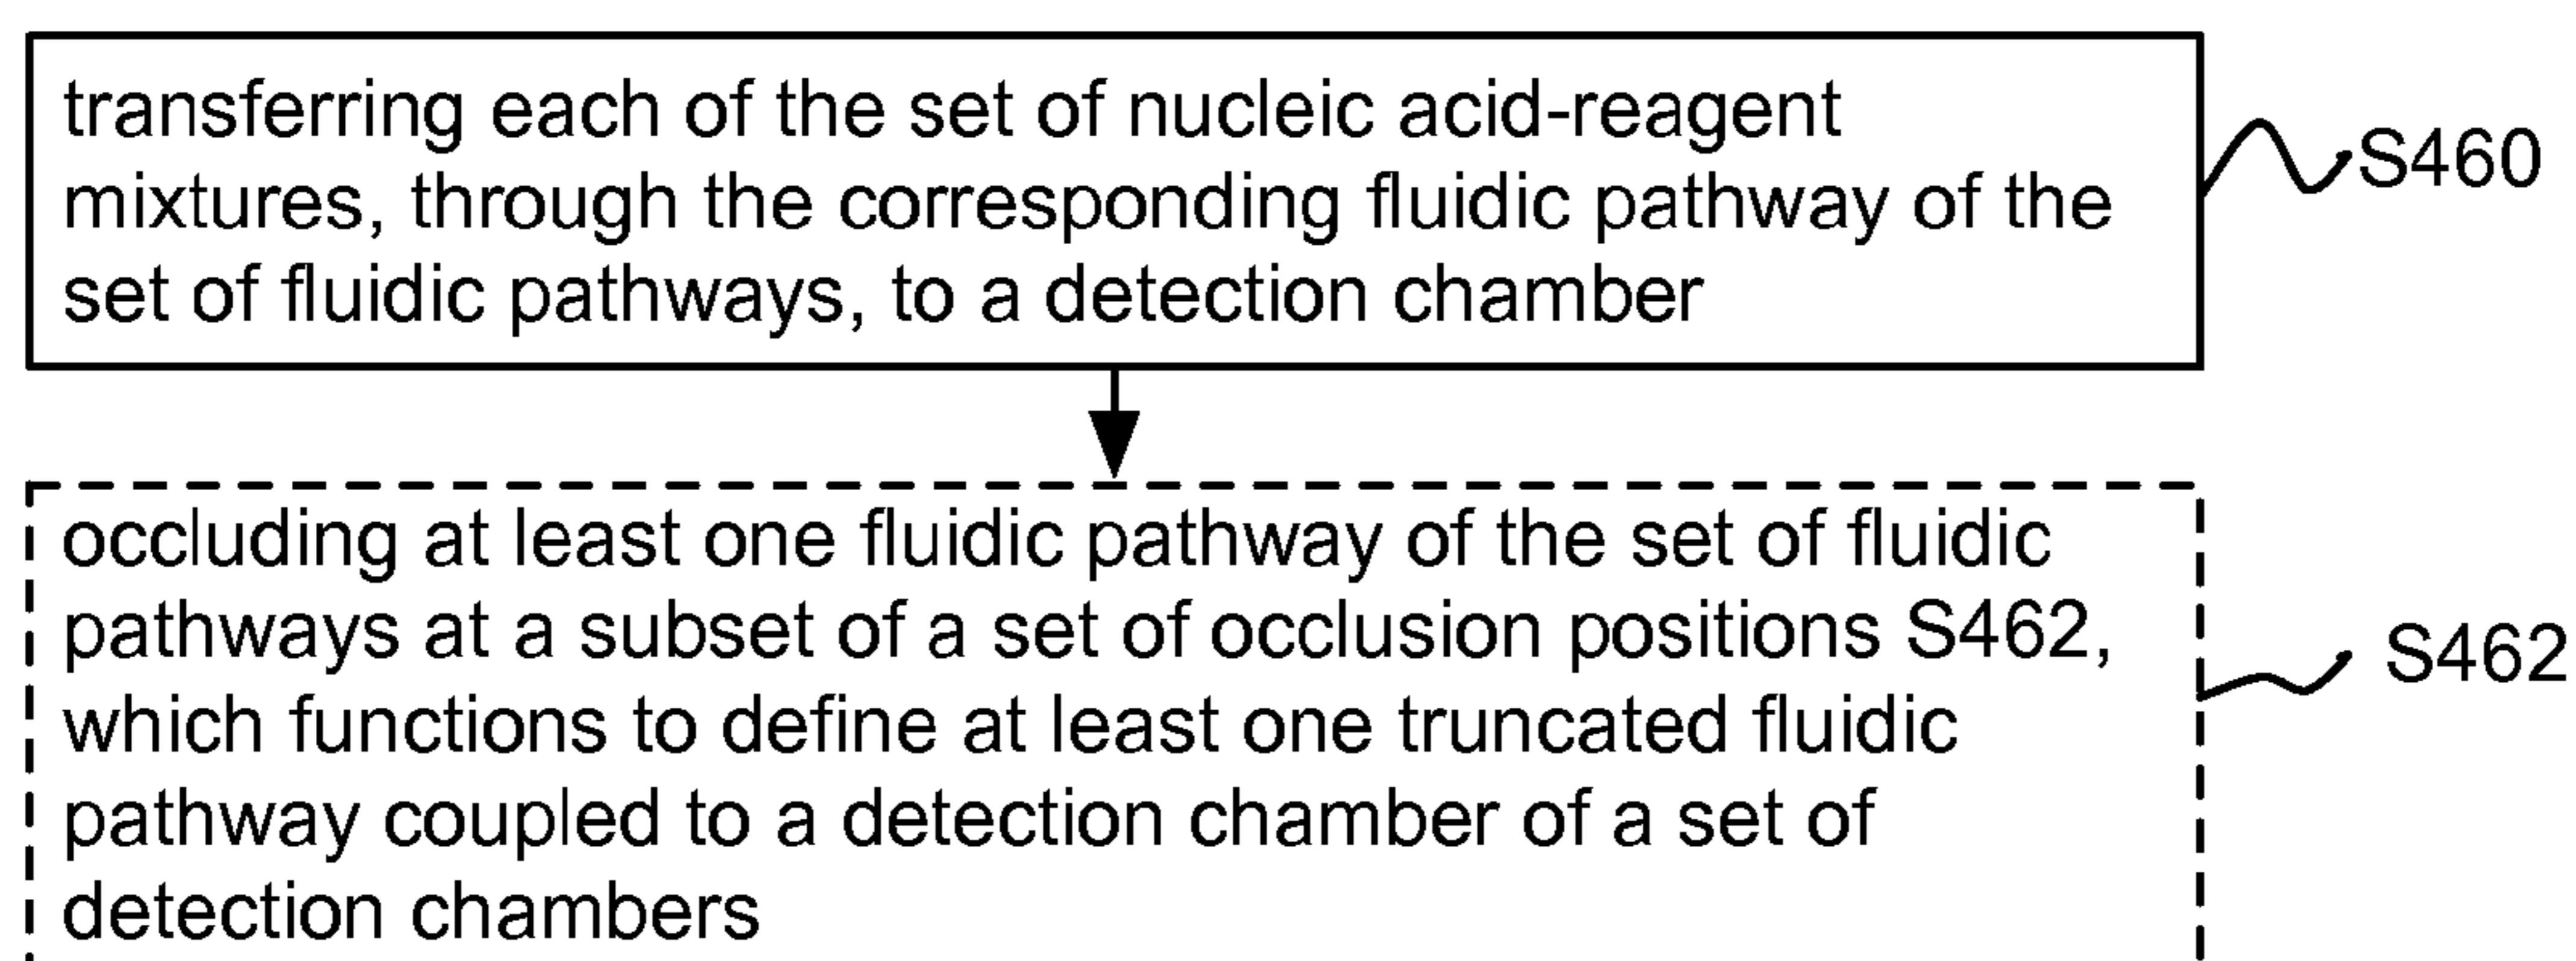 transferring each of the set of nucleic acid-reagent
mixtures, through the corresponding fluidic pathway of the
set of fluidic pathways, to a detection chamber
S460
occluding at least one fluidic pathway of the set of fluidic
pathways at a subset of a set of occlusion positions S462,
which functions to define at least one truncated fluidic
pathway coupled to a detection chamber of a set of
detection chambers
S462